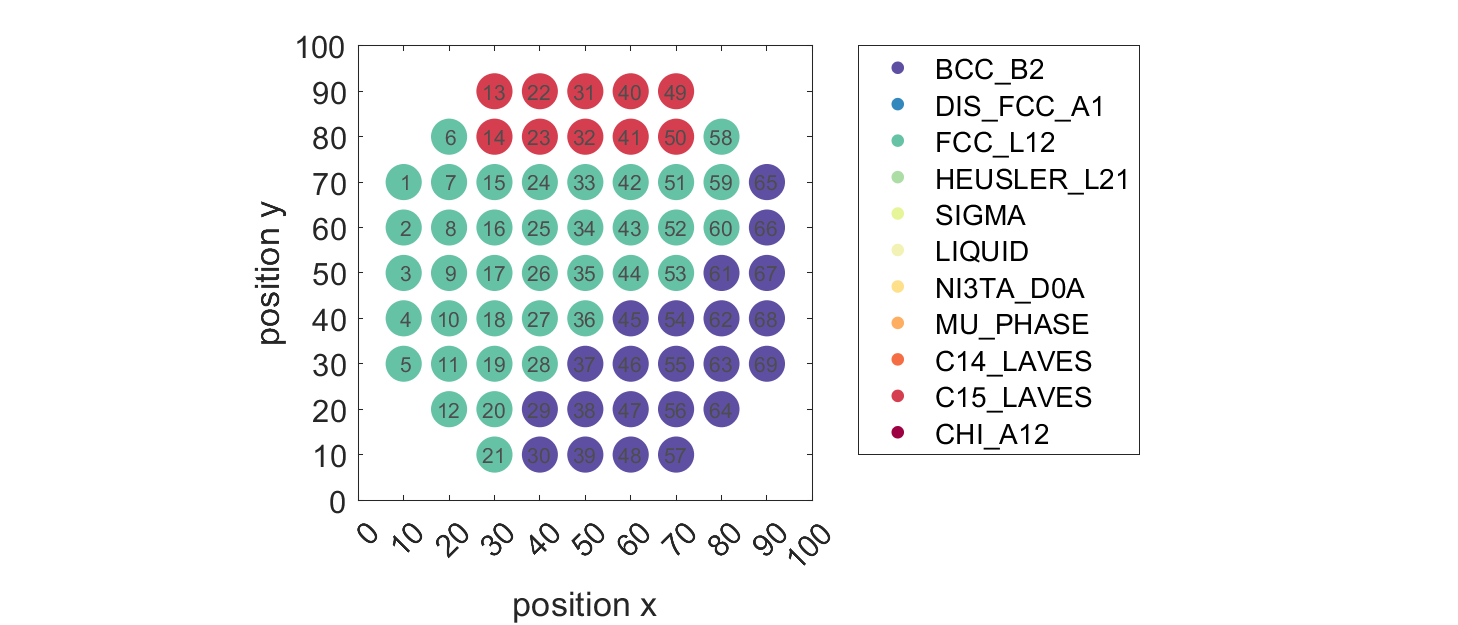 100
90
80
70
60
50
40
30
20
10
0
position y
13 22 31 40 49
6 14 23 32 41 50 58
1 7 15 24 33 42 51 59 65
2 8 16 25 34 43 52 60 66
3 9 17 26 35 44 53 61 67
4 10 18 27 36 45 54 62 68
5 11 19 28 37 46 55 63 69
12 20 29 38 47 56 64
21 30 39 48 57
0 10 20 30 40 50 60 70 80 90 100
position x
BCC_B2
DIS_FCC_A1
FCC_L12
HEUSLER_L21
SIGMA
LIQUID
NI3TA_D0A
MU_PHASE
C14_LAVES
C15_LAVES
CHI_A12